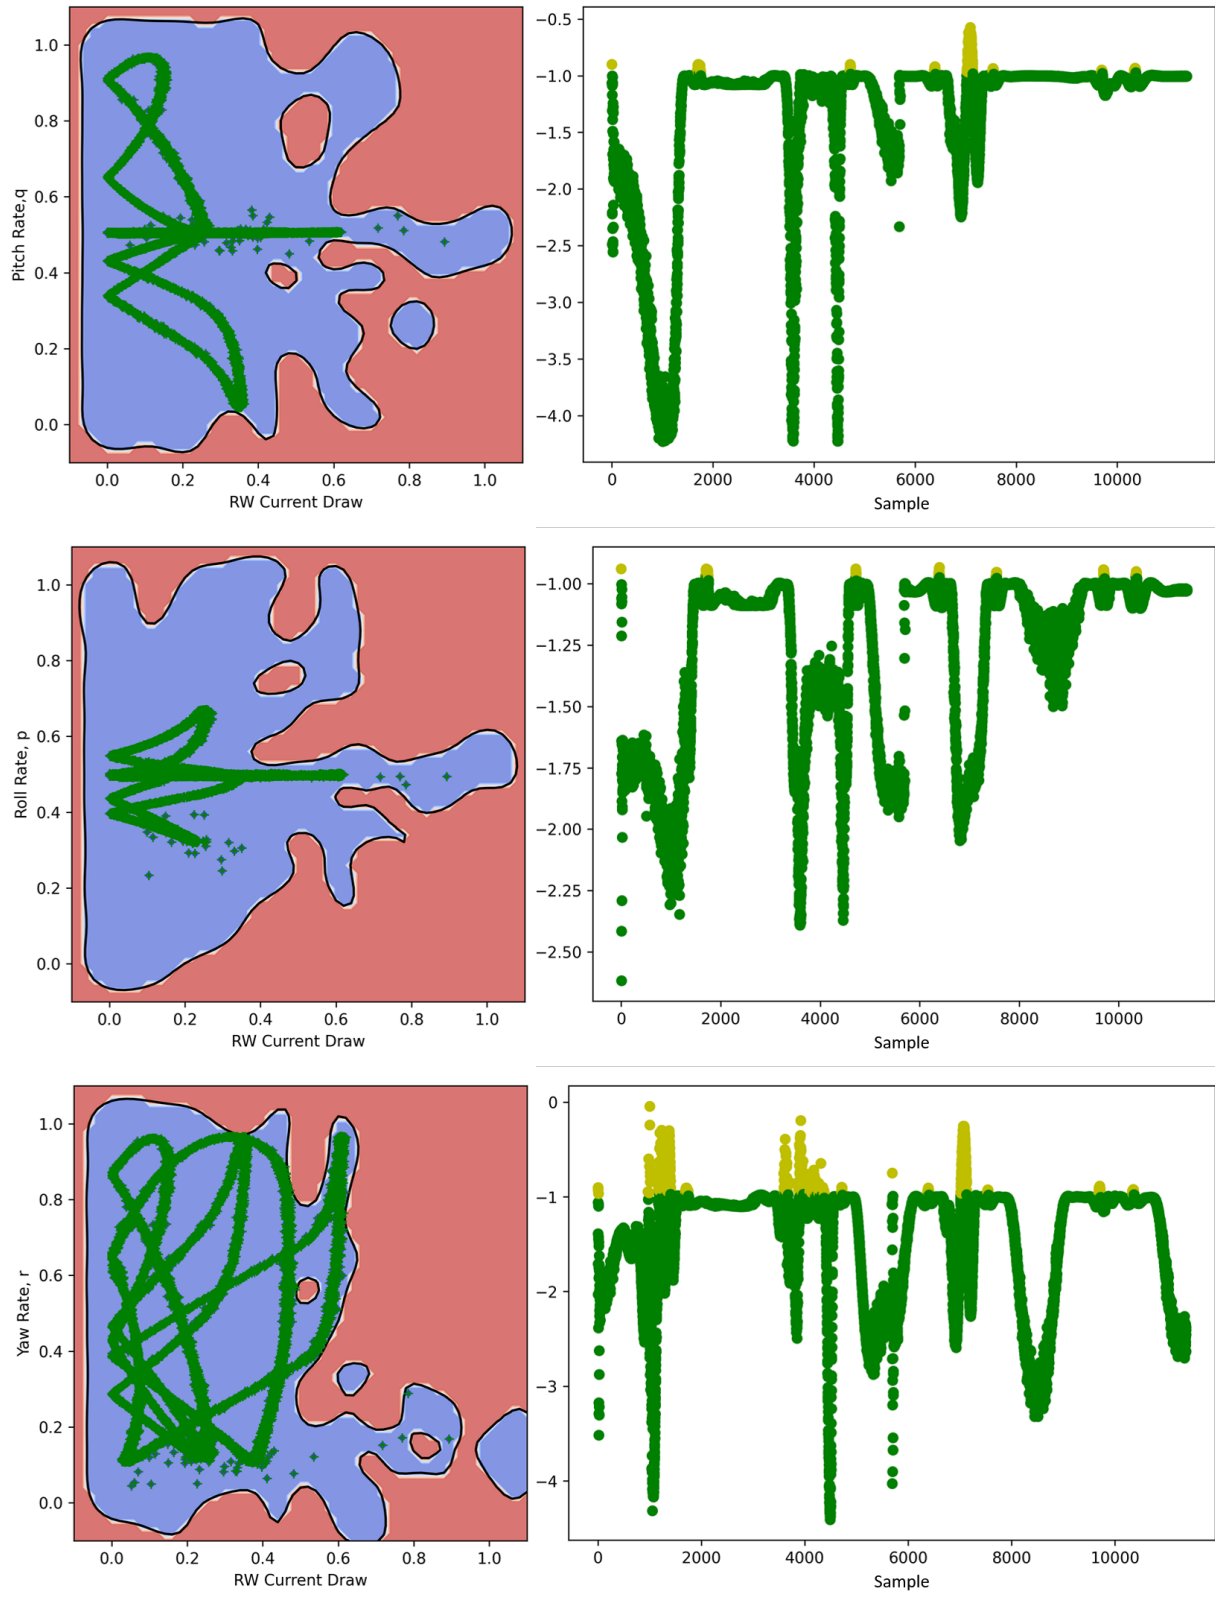 Pitch Rate,q
1.0
0.8
0.6
0.4
0.2
0.0
0.0 0.2 0.4 0.6 0.8 1.0
RW Current Draw
−0.5
−1.0
−1.5
−2.0
−2.5
−3.0
−3.5
−4.0
0 2000 4000 6000 8000 10000
Sample
Roll Rate, p
1.0
0.8
0.6
0.4
0.2
0.0
0.0 0.2 0.4 0.6 0.8 1.0
RW Current Draw
−1.00
−1.25
−1.50
−1.75
−2.00
−2.25
−2.50
0 2000 4000 6000 8000 10000
Sample
Yaw Rate, r
1.0
0.8
0.6
0.4
0.2
0.0
0.0 0.2 0.4 0.6 0.8 1.0
RW Current Draw
0
−1
−2
−3
−4
0 2000 4000 6000 8000 10000
Sample